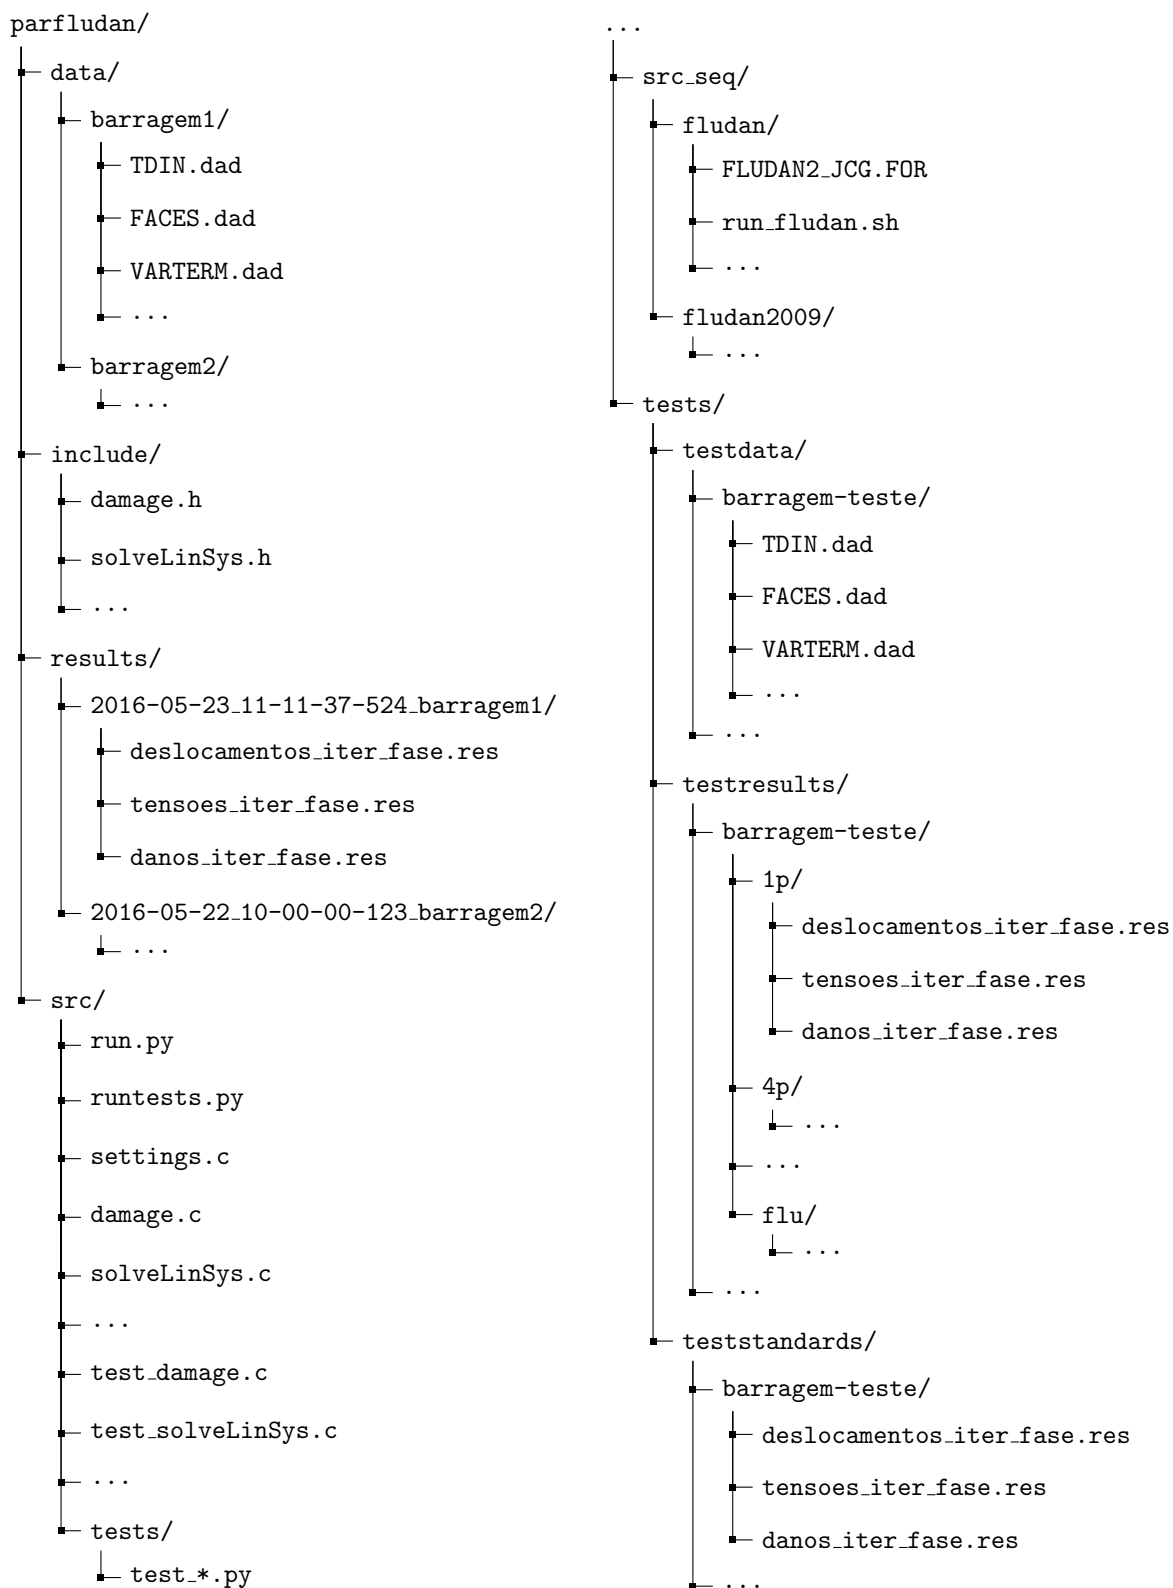 parfludan/
data/
barragem1/
TDIN.dad
FACES.dad
VARTERM.dad
...
barragem2/
...
include/
damage.h
solveLinSys.h
...
results/
2016-05-23_11-11-37-524_barragem1/
deslocamentos_iter_fase.res
tensoes_iter_fase.res
danos_iter_fase.res
2016-05-22_10-00-00-123_barragem2/
...
src/
run.py
runtests.py
settings.c
damage.c
solveLinSys.c
...
test_damage.c
test_solveLinSys.c
...
tests/
test_*.py
...
src_seq/
fludan/
FLUDAN2_JCG.FOR
run_fludan.sh
...
fludan2009/
...
tests/
testdata/
barragem-teste/
TDIN.dad
FACES.dad
VARTERM.dad
...
...
testresults/
barragem-teste/
1p/
deslocamentos_iter_fase.res
tensoes_iter_fase.res
danos_iter_fase.res
4p/
...
...
flu/
...
...
teststandards/
barragem-teste/
deslocamentos_iter_fase.res
tensoes_iter_fase.res
danos_iter_fase.res
...